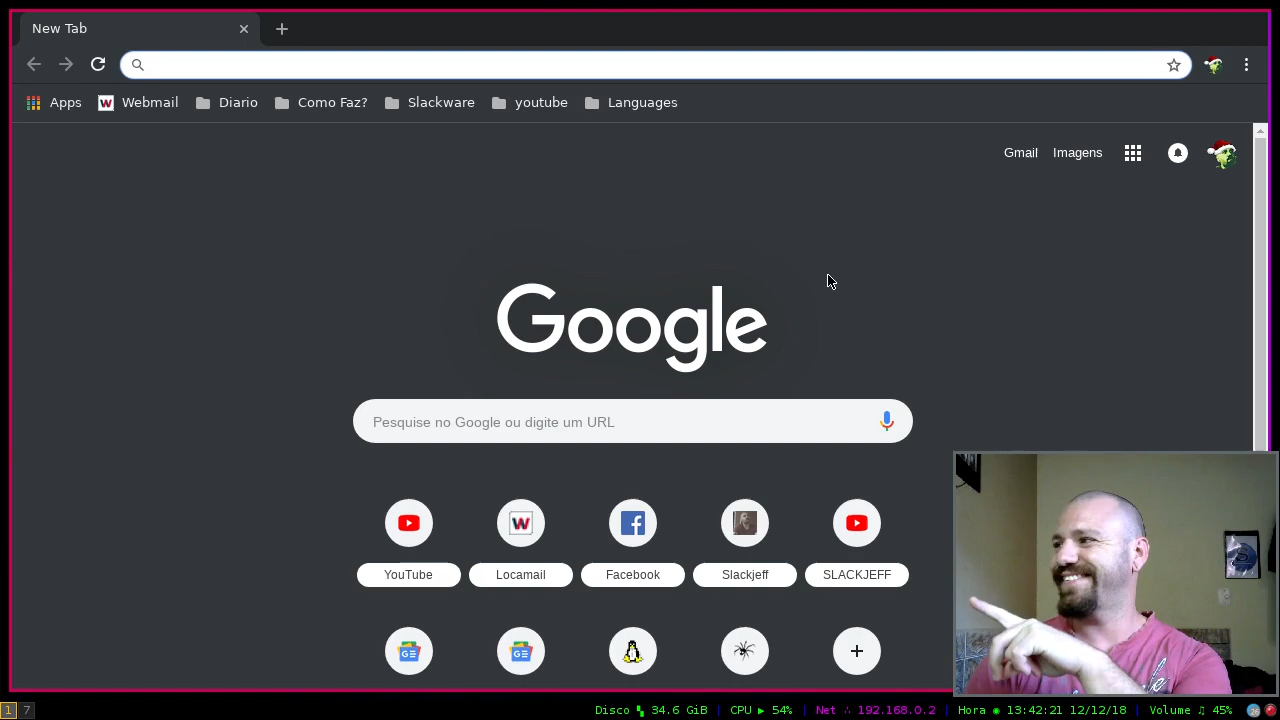 New Tab
Apps Webmail Diario Como Faz? Slackware youtube Languages
Gmail Imagens
Google
Pesquise no Google ou digite um URL
YouTube Locamail Facebook Slackjeff SLACKJEFF
1 7 Disco 34.6 GiB | CPU ▶ 54% | Net ∴ 192.168.0.2 | Hora ◉ 13:42:21 12/12/18 | Volume ♫ 45%